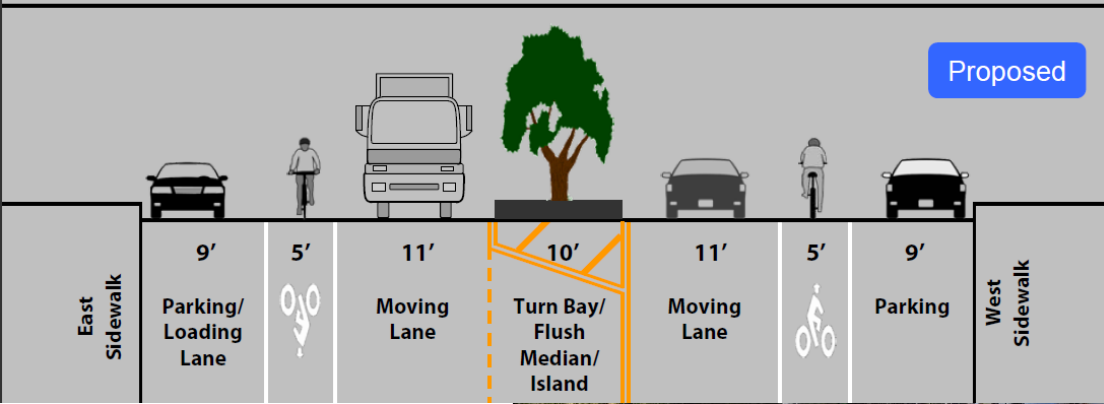 Proposed
9′
5′
11′
10′
11′
5′
9′
East
Sidewalk
Parking/
Loading
Lane
Moving
Lane
Turn Bay/
Flush
Median/
Island
Moving
Lane
Parking
West
Sidewalk